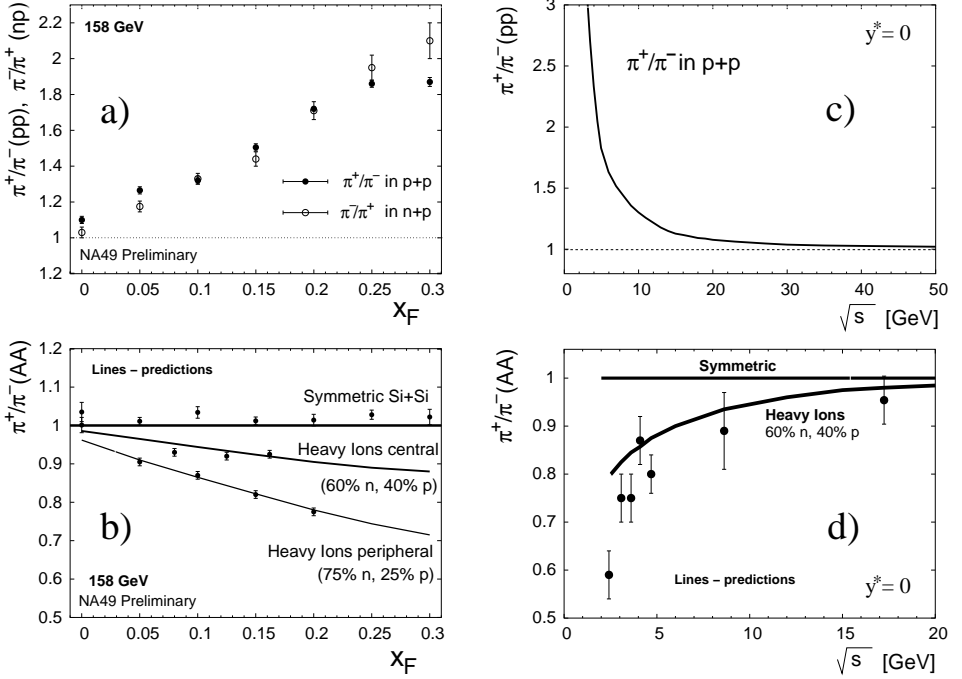 π⁺/π⁻(pp), π⁻/π⁺(np)
2.2
2
1.8
1.6
1.4
1.2
1
1.2
158 GeV
a)
π⁺/π⁻ in p+p
π⁻/π⁺ in n+p
NA49 Preliminary
0 0.05 0.1 0.15 0.2 0.25 0.3
x_F
π⁺/π⁻(pp)
3
2.5
2
1.5
1
y*= 0
π⁺/π⁻ in p+p
c)
0 10 20 30 40 50
√s [GeV]
π⁺/π⁻(AA)
1.2
1.1
1
0.9
0.8
0.7
0.6
0.5
Lines – predictions
Symmetric Si+Si
Heavy Ions central
(60% n, 40% p)
b)
Heavy Ions peripheral
(75% n, 25% p)
158 GeV
NA49 Preliminary
0 0.05 0.1 0.15 0.2 0.25 0.3
x_F
π⁺/π⁻(AA)
1
0.9
0.8
0.7
0.6
0.5
Symmetric
Heavy Ions
60% n, 40% p
d)
Lines – predictions
y*= 0
0 5 10 15 20
√s [GeV]